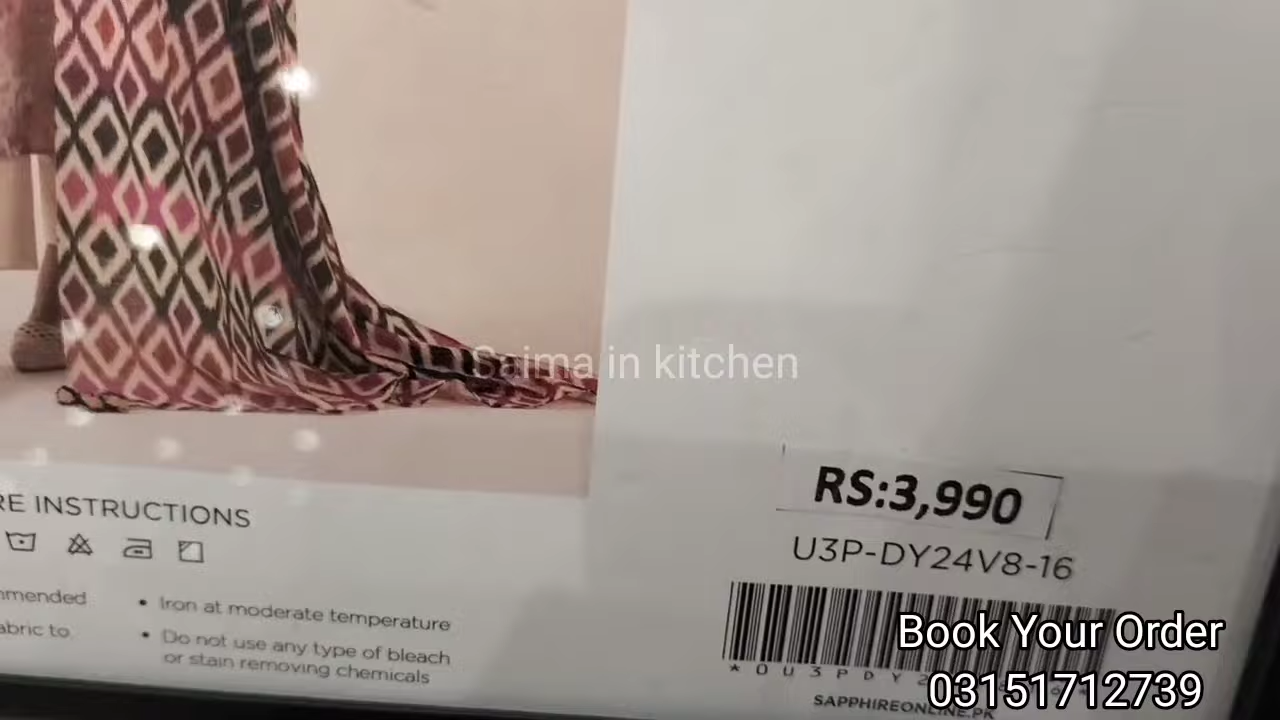 Saima in kitchen
RS:3,990
U3P-DY24V8-16
RE INSTRUCTIONS
mmended
abric to
• Iron at moderate temperature
• Do not use any type of bleach
or stain removing chemicals
*0U3PDY2
SAPPHIREONLINE.PK
Book Your Order
03151712739